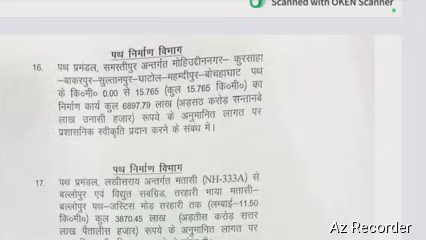 Scanned with OKEN Scanner
पथ निर्माण विभाग
16. पथ प्रमंडल, समस्तीपुर अन्तर्गत मोहिउद्दीननगर– कुरसाहा
–बाकरपुर–सुल्तानपुर–घाटोल–महम्दीपुर–बोचहाघाट पथ
के कि०मी० 0.00 से 15.765 (कुल 15.765 कि०मी०) का
निर्माण कार्य कुल 6897.79 लाख (अड़सठ करोड़ सन्तानबे
लाख उनासी हजार) रूपये के अनुमानित लागत पर
प्रशासनिक स्वीकृति प्रदान करने के संबध में।
पथ निर्माण विभाग
17. पथ प्रमंडल, लखीसराय अन्तर्गत मतासी (NH-333A) से
बल्लोपुर एवं विद्युत सबग्रिड, तरहारी भाया मतासी–
बल्लोपुर पथ–जस्टिस मोड़ तरहारी तक (लम्बाई–11.50
कि०मी०) कुल 3870.45 लाख (अड़तीस करोड़ सत्तर
लाख पैंतालीस हजार) रूपये के अनुमानित लागत पर
Az Recorder